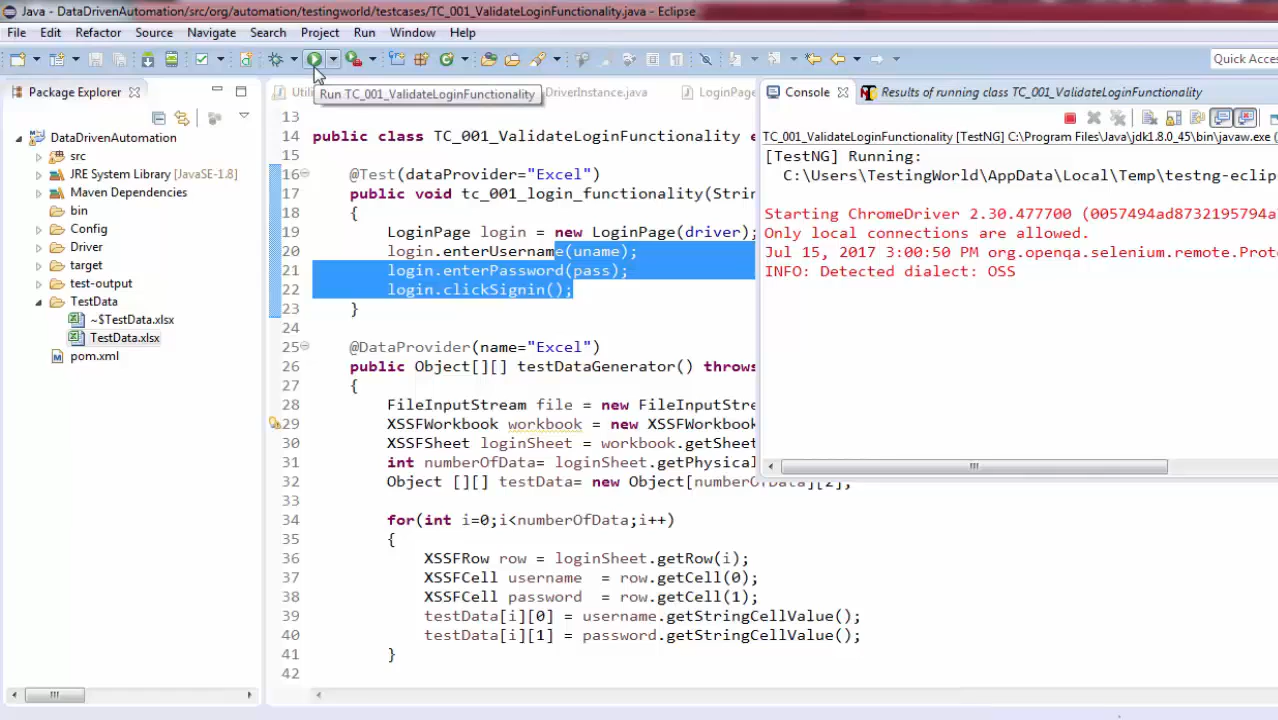 Java - DataDrivenAutomation/src/org/automation/testingworld/testcases/TC_001_ValidateLoginFunctionality.java - Eclipse
File Edit Refactor Source Navigate Search Project Run Window Help
Quick Acce
Run TC_001_ValidateLoginFunctionality
Package Explorer
DataDrivenAutomation
src
JRE System Library [JavaSE-1.8]
Maven Dependencies
bin
Config
Driver
target
test-output
TestData
~$TestData.xlsx
TestData.xlsx
pom.xml
Utili DriverInstance.java LoginPage
13
14 public class TC_001_ValidateLoginFunctionality e
15
16 @Test(dataProvider="Excel")
17 public void tc_001_login_functionality(Strin
18 {
19 LoginPage login = new LoginPage(driver);
20 login.enterUsername(uname);
21 login.enterPassword(pass);
22 login.clickSignin();
23 }
24
25 @DataProvider(name="Excel")
26 public Object[][] testDataGenerator() throws
27 {
28 FileInputStream file = new FileInputStre
29 XSSFWorkbook workbook = new XSSFWorkbook
30 XSSFSheet loginSheet = workbook.getSheet
31 int numberOfData= loginSheet.getPhysical
32 Object [][] testData= new Object[numberOfData][2];
33
34 for(int i=0;i<numberOfData;i++)
35 {
36 XSSFRow row = loginSheet.getRow(i);
37 XSSFCell username = row.getCell(0);
38 XSSFCell password = row.getCell(1);
39 testData[i][0] = username.getStringCellValue();
40 testData[i][1] = password.getStringCellValue();
41 }
42
Console Results of running class TC_001_ValidateLoginFunctionality
TC_001_ValidateLoginFunctionality [TestNG] C:\Program Files\Java\jdk1.8.0_45\bin\javaw.exe (
[TestNG] Running:
C:\Users\TestingWorld\AppData\Local\Temp\testng-eclip
Starting ChromeDriver 2.30.477700 (0057494ad8732195794a
Only local connections are allowed.
Jul 15, 2017 3:00:50 PM org.openqa.selenium.remote.Proto
INFO: Detected dialect: OSS